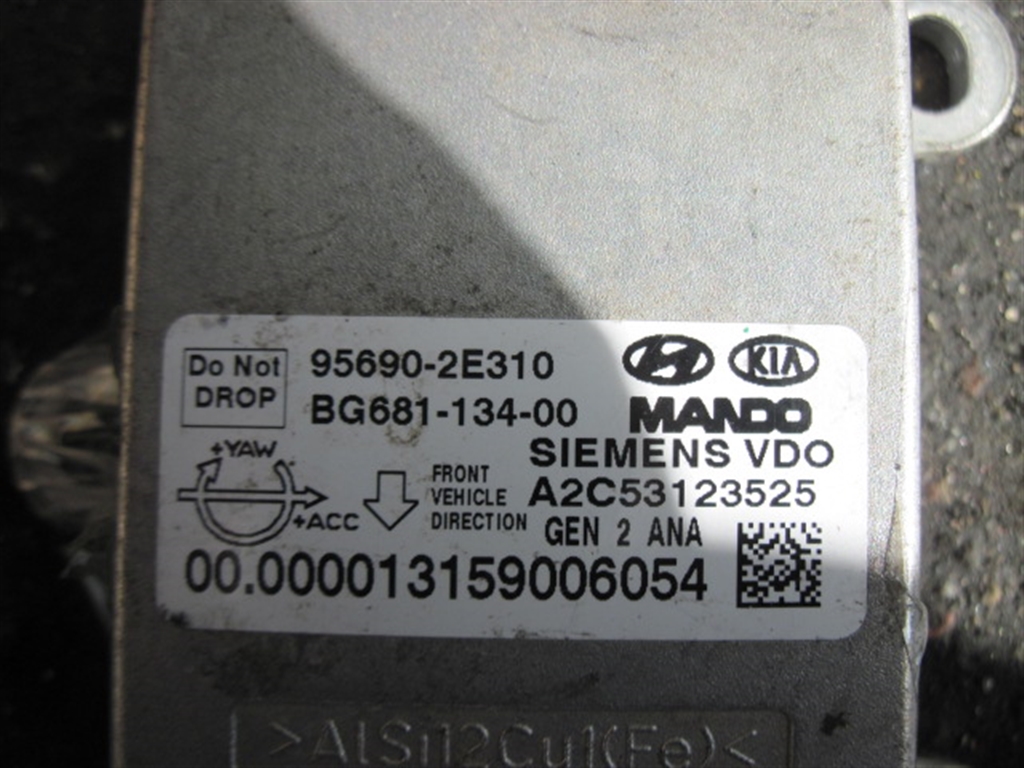 Do Not
DROP
95690-2E310
BG681-134-00
KIA
MANDO
SIEMENS VDO
+YAW
+ACC
FRONT
VEHICLE
DIRECTION
A2C53123525
GEN 2 ANA
00.000013159006054
>AlSi12Cu1(Fe)<